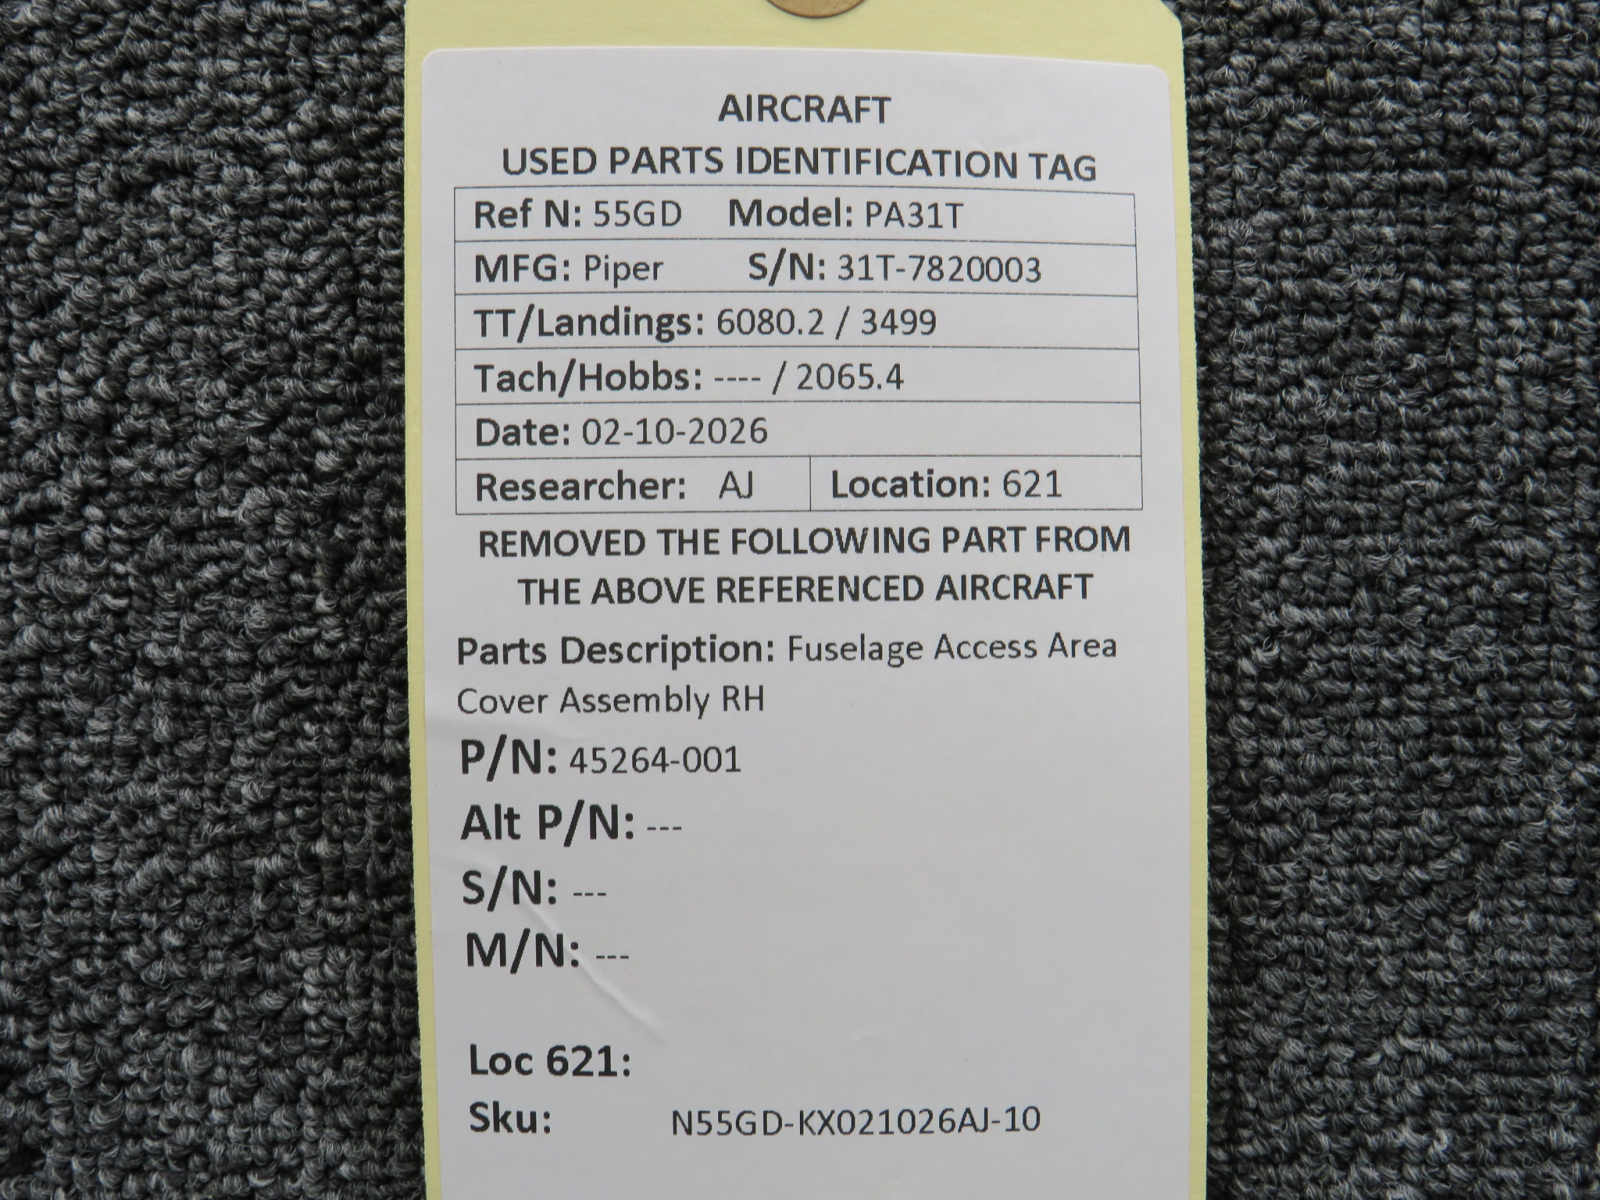 AIRCRAFT
USED PARTS IDENTIFICATION TAG
Ref N: 55GD Model: PA31T
MFG: Piper S/N: 31T-7820003
TT/Landings: 6080.2 / 3499
Tach/Hobbs: ---- / 2065.4
Date: 02-10-2026
Researcher: AJ Location: 621
REMOVED THE FOLLOWING PART FROM
THE ABOVE REFERENCED AIRCRAFT
Parts Description: Fuselage Access Area
Cover Assembly RH
P/N: 45264-001
Alt P/N: ---
S/N: ---
M/N: ---
Loc 621:
Sku: N55GD-KX021026AJ-10